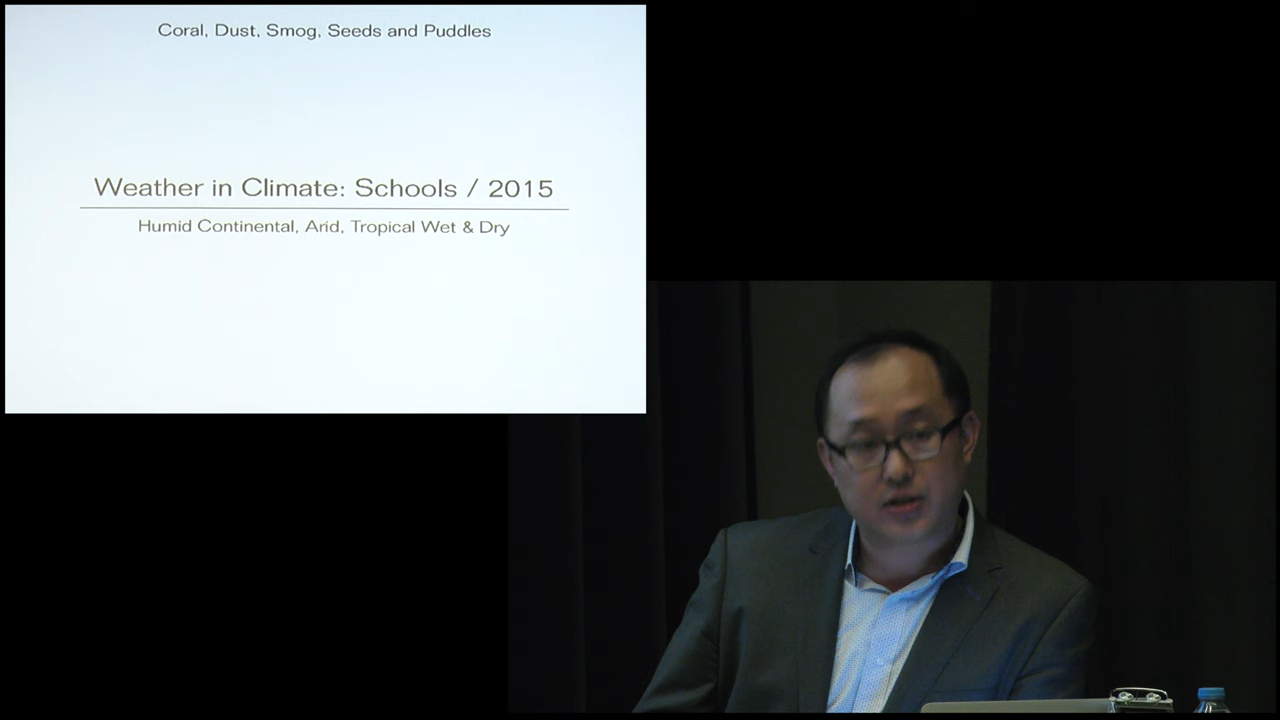 Coral, Dust, Smog, Seeds and Puddles
Weather in Climate: Schools / 2015
Humid Continental, Arid, Tropical Wet & Dry